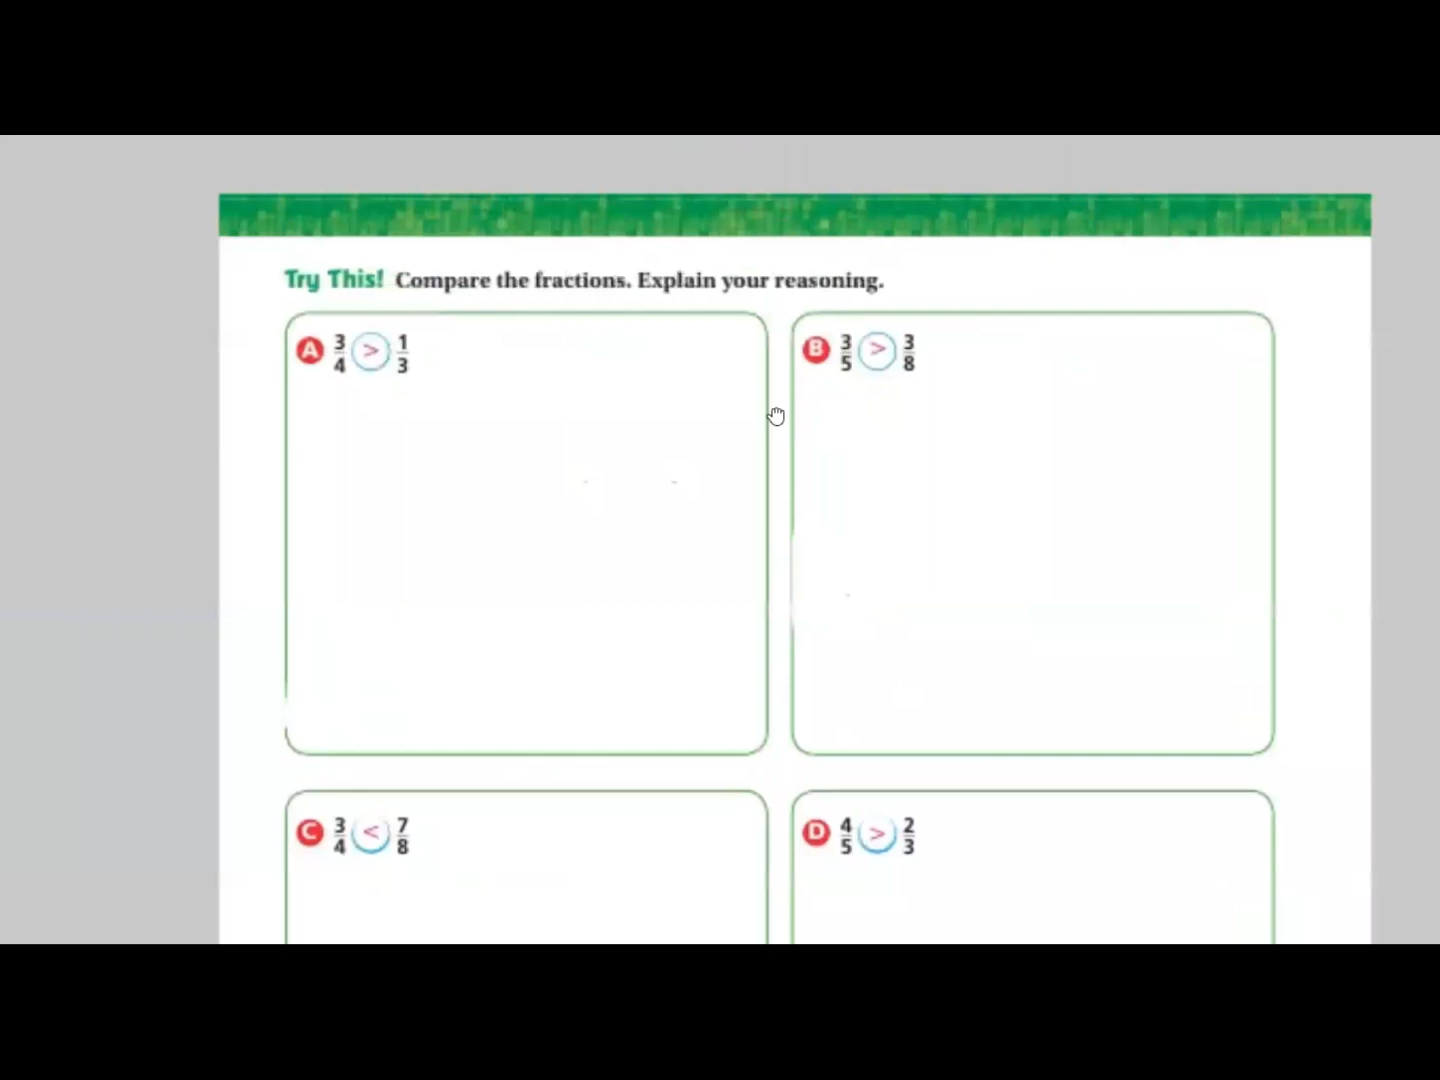 Try This! Compare the fractions. Explain your reasoning.
A 3/4 > 1/3
B 3/5 > 3/8
C 3/4 < 7/8
D 4/5 > 2/3